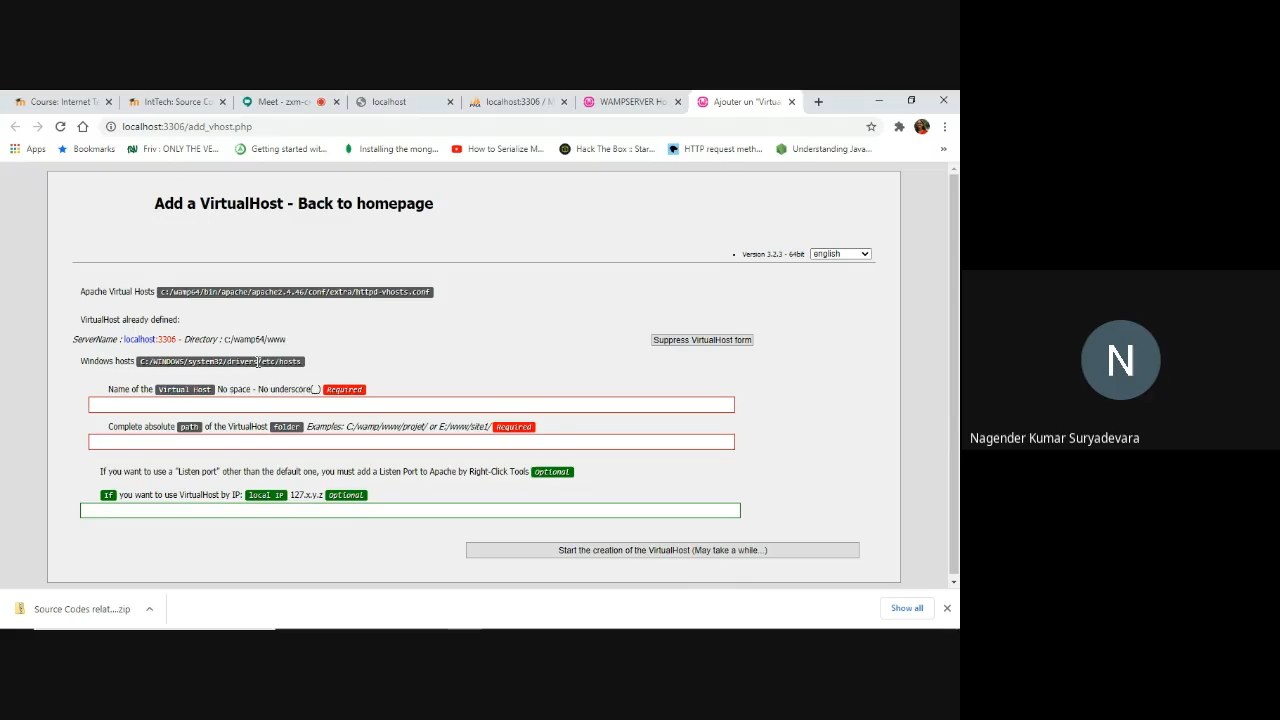 Course: Internet T
IntTech: Source Co
Meet - zxm-c
localhost
localhost:3306 / M
WAMPSERVER Ho
Ajouter un "Virtua
localhost:3306/add_vhost.php
Apps
Bookmarks
Friv : ONLY THE VE...
Getting started wit...
Installing the mong...
How to Serialize M...
Hack The Box :: Star...
HTTP request meth...
Understanding Java...
»
Add a VirtualHost - Back to homepage
• Version 3.2.3 - 64bit english
Apache Virtual Hosts c:/wamp64/bin/apache/apache2.4.46/conf/extra/httpd-vhosts.conf
VirtualHost already defined:
ServerName : localhost:3306 - Directory : c:/wamp64/www
Suppress VirtualHost form
Windows hosts C:/WINDOWS/system32/drivers/etc/hosts
Name of the Virtual Host No space - No underscore(_) Required
Complete absolute path of the VirtualHost folder Examples: C:/wamp/www/projet/ or E:/www/site1/ Required
If you want to use a "Listen port" other than the default one, you must add a Listen Port to Apache by Right-Click Tools Optional
If you want to use VirtualHost by IP: local IP 127.x.y.z Optional
Start the creation of the VirtualHost (May take a while...)
Source Codes relat....zip
Show all
N
Nagender Kumar Suryadevara